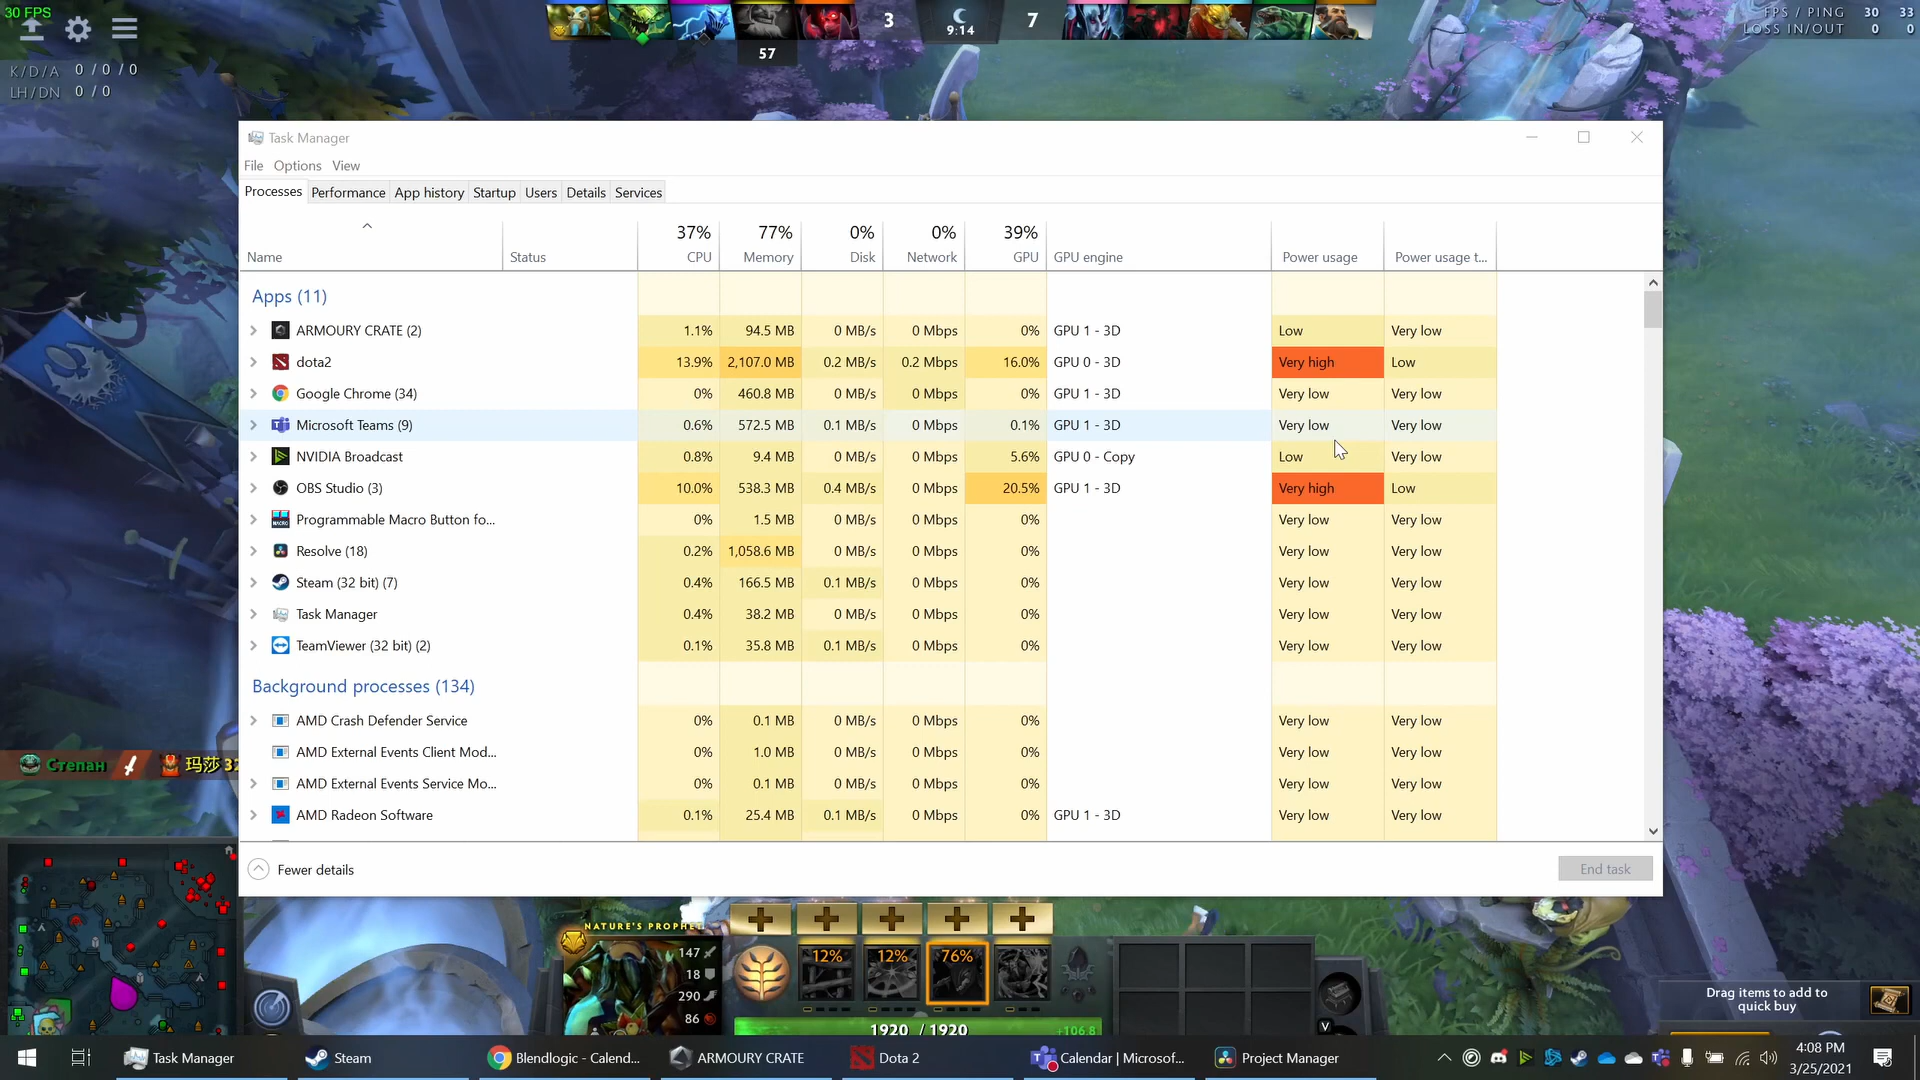 30 FPS
K/D/A 0 / 0 / 0
LH/DN 0 / 0
3
9:14
7
57
FPS / PING 30 33
LOSS IN/OUT 0 0
Task Manager
File Options View
Processes Performance App history Startup Users Details Services
37% 77% 0% 0% 39%
Name Status CPU Memory Disk Network GPU GPU engine Power usage Power usage t...
Apps (11)
ARMOURY CRATE (2) 1.1% 94.5 MB 0 MB/s 0 Mbps 0% GPU 1 - 3D Low Very low
dota2 13.9% 2,107.0 MB 0.2 MB/s 0.2 Mbps 16.0% GPU 0 - 3D Very high Low
Google Chrome (34) 0% 460.8 MB 0 MB/s 0 Mbps 0% GPU 1 - 3D Very low Very low
Microsoft Teams (9) 0.6% 572.5 MB 0.1 MB/s 0 Mbps 0.1% GPU 1 - 3D Very low Very low
NVIDIA Broadcast 0.8% 9.4 MB 0 MB/s 0 Mbps 5.6% GPU 0 - Copy Low Very low
OBS Studio (3) 10.0% 538.3 MB 0.4 MB/s 0 Mbps 20.5% GPU 1 - 3D Very high Low
Programmable Macro Button fo... 0% 1.5 MB 0 MB/s 0 Mbps 0% Very low Very low
Resolve (18) 0.2% 1,058.6 MB 0 MB/s 0 Mbps 0% Very low Very low
Steam (32 bit) (7) 0.4% 166.5 MB 0.1 MB/s 0 Mbps 0% Very low Very low
Task Manager 0.4% 38.2 MB 0 MB/s 0 Mbps 0% Very low Very low
TeamViewer (32 bit) (2) 0.1% 35.8 MB 0.1 MB/s 0 Mbps 0% Very low Very low
Background processes (134)
AMD Crash Defender Service 0% 0.1 MB 0 MB/s 0 Mbps 0% Very low Very low
AMD External Events Client Mod... 0% 1.0 MB 0 MB/s 0 Mbps 0% Very low Very low
AMD External Events Service Mo... 0% 0.1 MB 0 MB/s 0 Mbps 0% Very low Very low
AMD Radeon Software 0.1% 25.4 MB 0.1 MB/s 0 Mbps 0% GPU 1 - 3D Very low Very low
Степан 玛莎 32
Fewer details End task
NATURE'S PROPHET
147
18
290
86
12% 12% 76%
1920 / 1920 +106.8
V
Drag items to add to
quick buy
Task Manager Steam Blendlogic - Calend... ARMOURY CRATE Dota 2 Calendar | Microsof... Project Manager
4:08 PM
3/25/2021